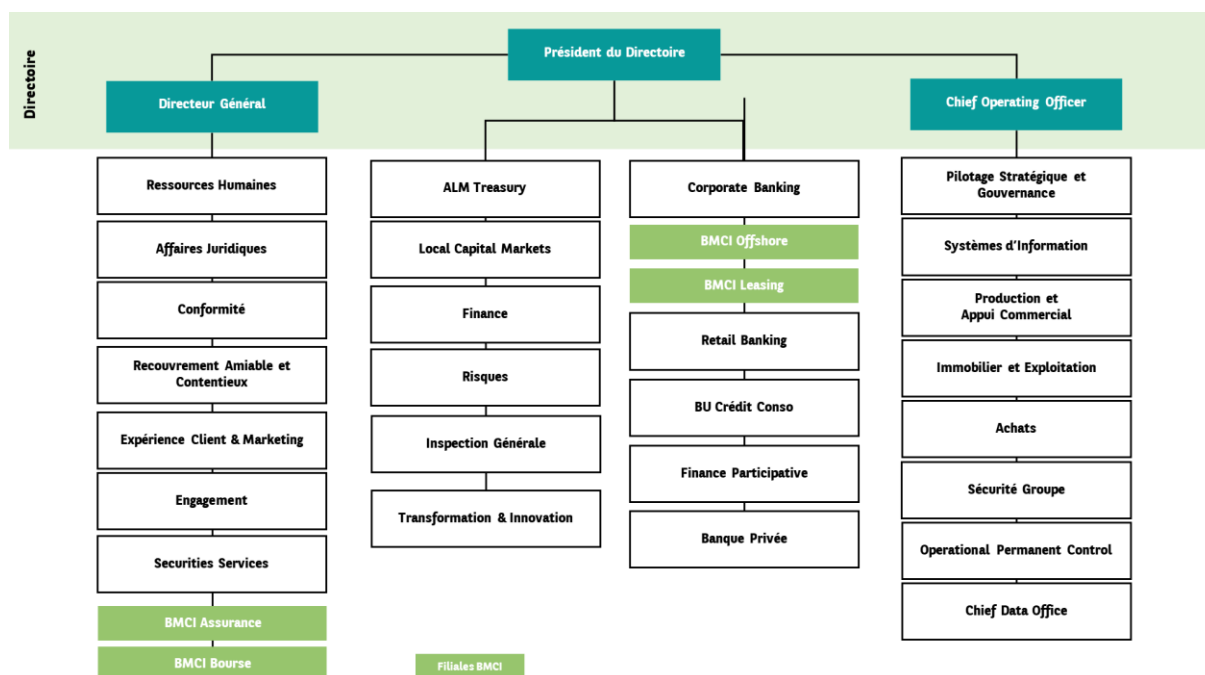 Directoire
Président du Directoire
Directeur Général
Chief Operating Officer
Ressources Humaines
Affaires Juridiques
Conformité
Recouvrement Amiable et
Contentieux
Expérience Client & Marketing
Engagement
Securities Services
BMCI Assurance
BMCI Bourse
ALM Treasury
Local Capital Markets
Finance
Risques
Inspection Générale
Transformation & Innovation
Corporate Banking
BMCI Offshore
BMCI Leasing
Retail Banking
BU Crédit Conso
Finance Participative
Banque Privée
Pilotage Stratégique et
Gouvernance
Systèmes d'Information
Production et
Appui Commercial
Immobilier et Exploitation
Achats
Sécurité Groupe
Operational Permanent Control
Chief Data Office
Filiales BMCI